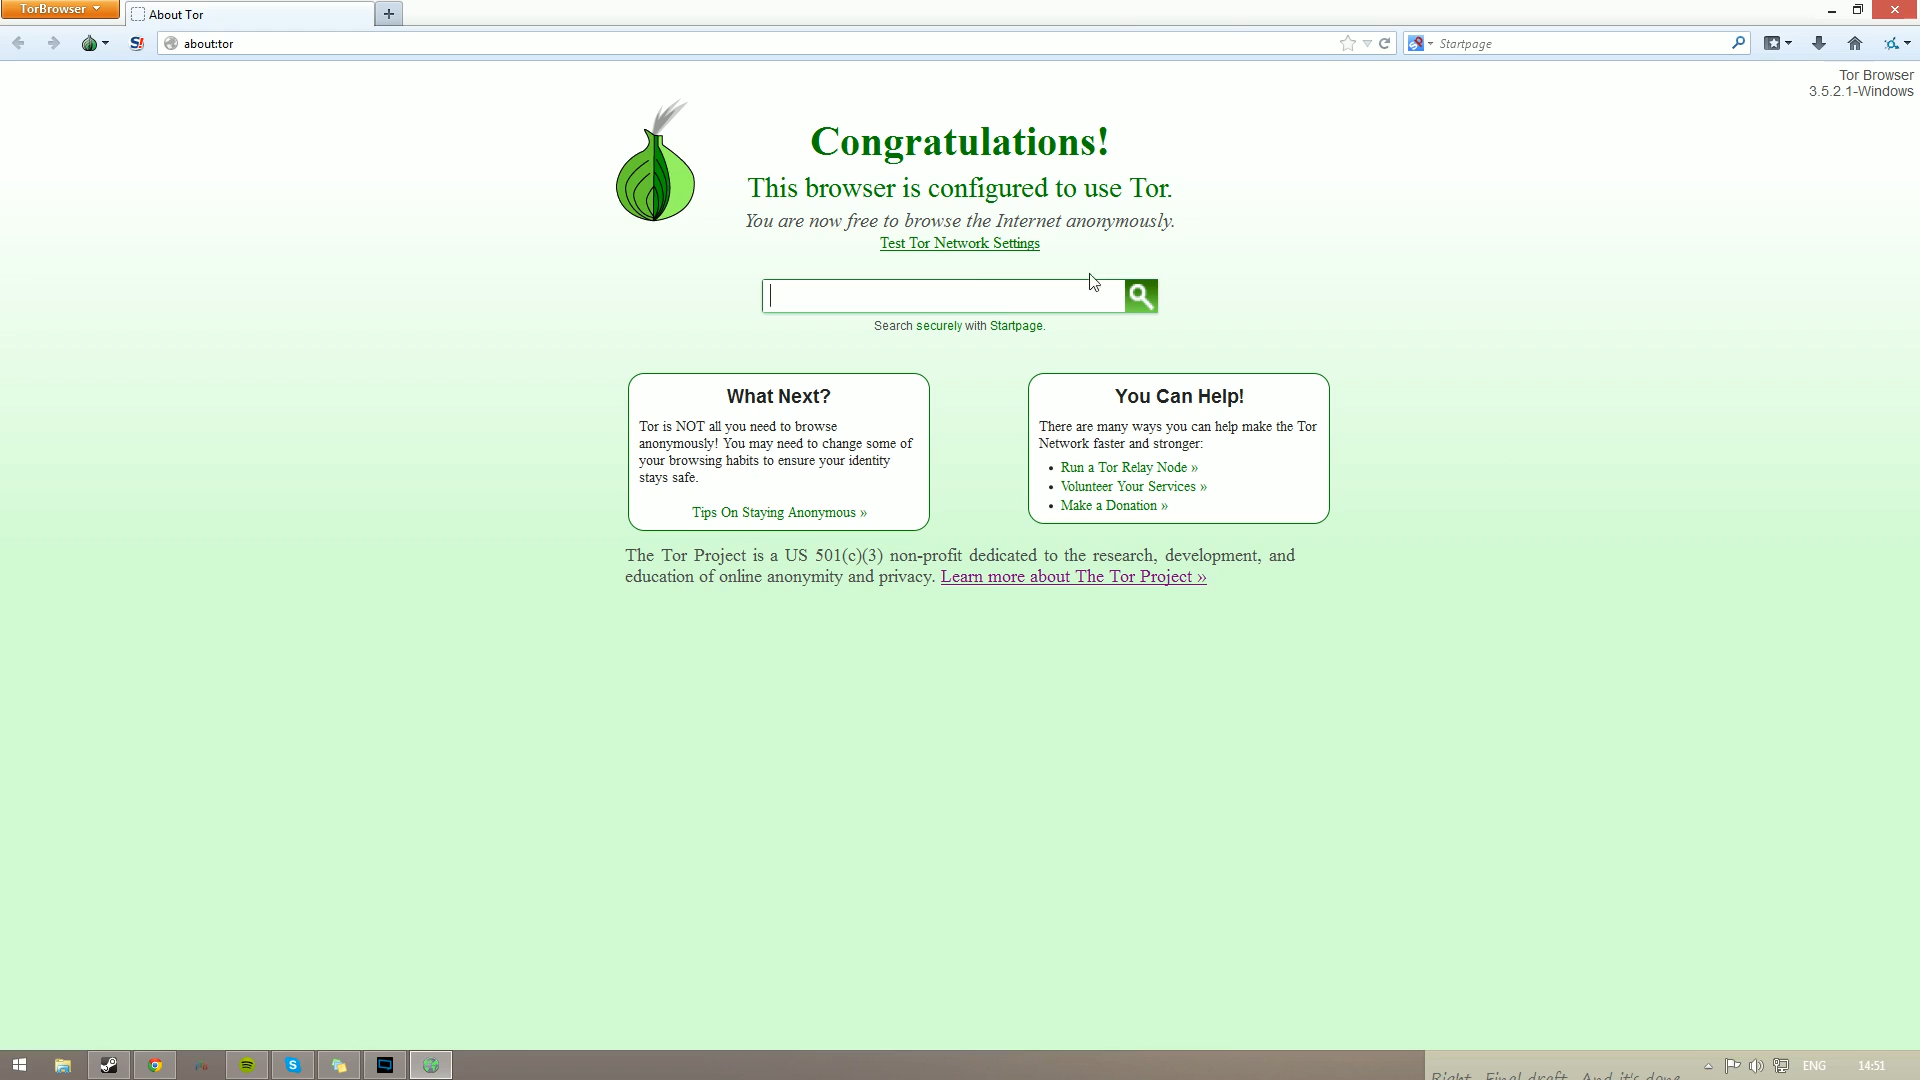 TorBrowser
About Tor
about:tor
Startpage
Tor Browser
3.5.2.1-Windows
Congratulations!
This browser is configured to use Tor.
You are now free to browse the Internet anonymously.
Test Tor Network Settings
Search securely with Startpage.
What Next?
Tor is NOT all you need to browse
anonymously! You may need to change some of
your browsing habits to ensure your identity
stays safe.
Tips On Staying Anonymous »
You Can Help!
There are many ways you can help make the Tor
Network faster and stronger:
• Run a Tor Relay Node »
• Volunteer Your Services »
• Make a Donation »
The Tor Project is a US 501(c)(3) non-profit dedicated to the research, development, and
education of online anonymity and privacy. Learn more about The Tor Project »
Right. Final draft. And it's done
ENG
14:51